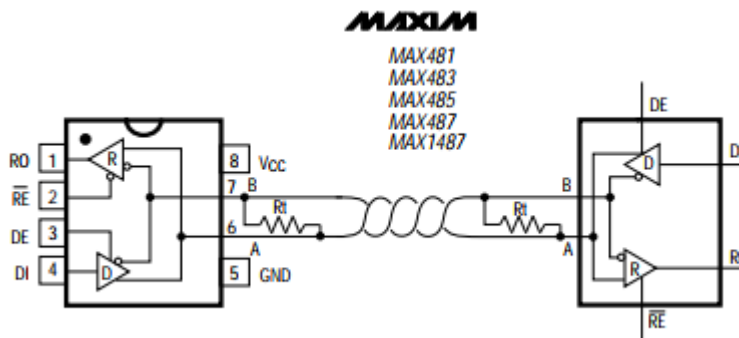 MAXIM
MAX481
MAX483
MAX485
MAX487
MAX1487
DE
RO 1 R 8 VCC D D
RE 2 7 B Rt Rt B
DE 3 6 A A
DI 4 D 5 GND R R
RE